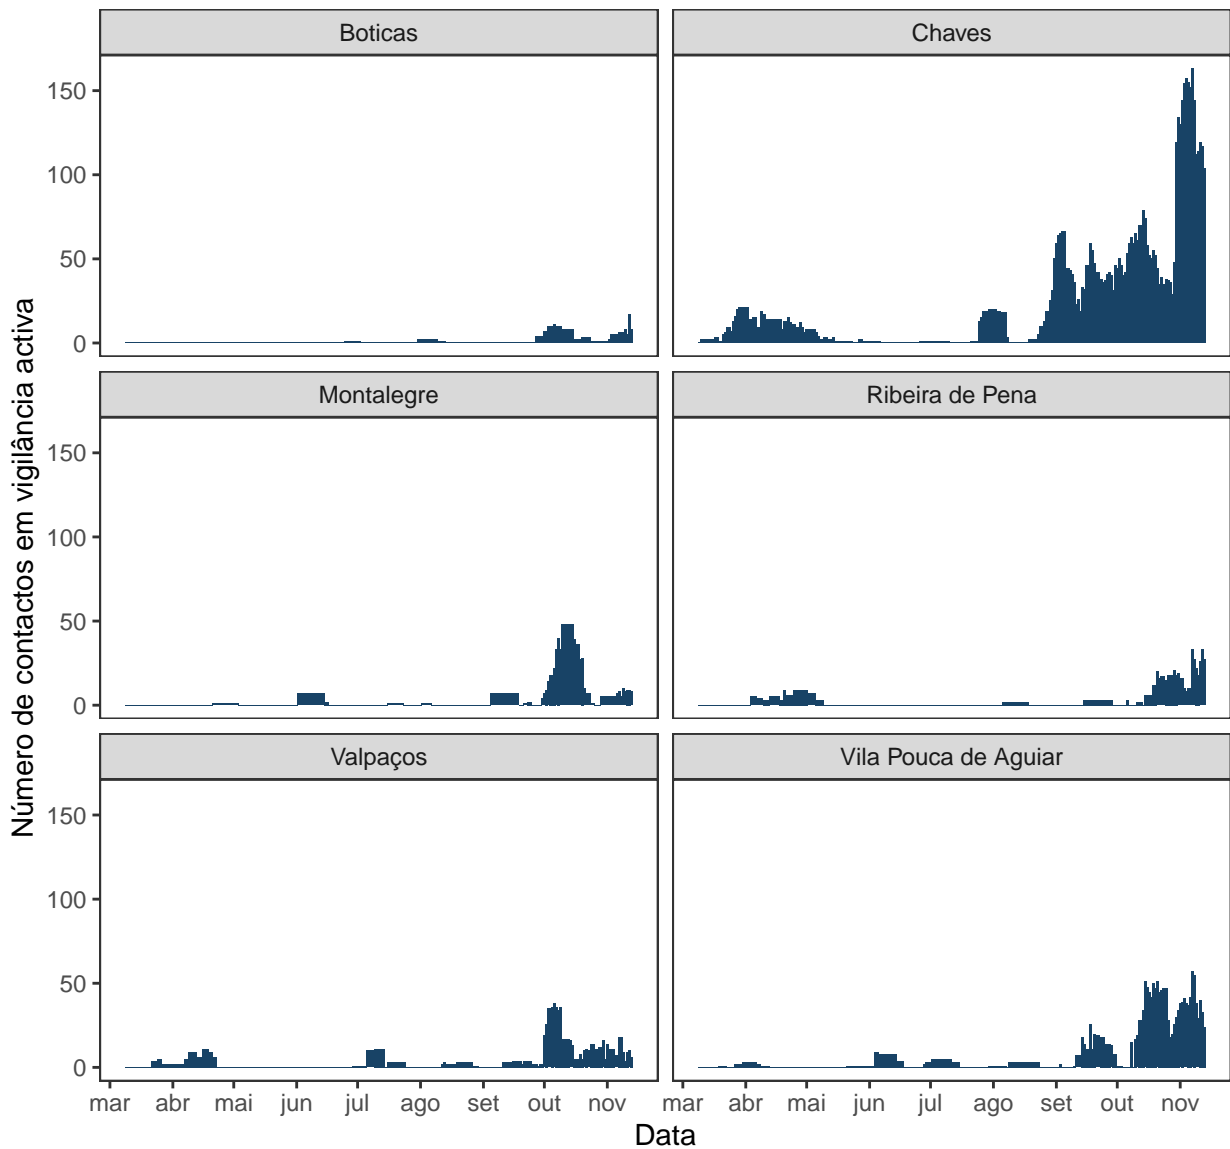 Boticas
Chaves
150
100
50
0
Montalegre
Ribeira de Pena
150
100
50
0
Valpaços
Vila Pouca de Aguiar
150
100
50
0
mar abr mai jun jul ago set out nov
mar abr mai jun jul ago set out nov
Data
Número de contactos em vigilância activa